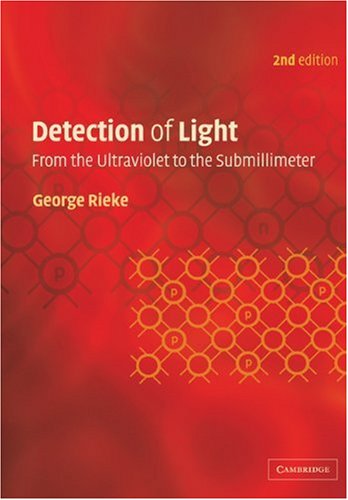 2nd edition
Detection of Light
From the Ultraviolet to the Submillimeter
George Rieke
n
p
p
p
p
p
p
CAMBRIDGE